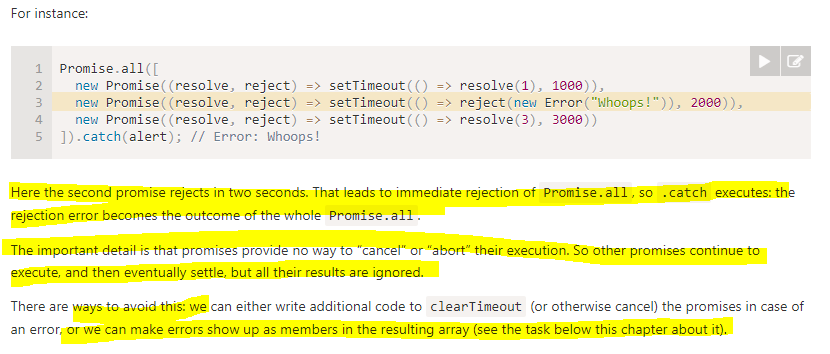 For instance:
1 Promise.all([
2 new Promise((resolve, reject) => setTimeout(() => resolve(1), 1000)),
3 new Promise((resolve, reject) => setTimeout(() => reject(new Error("Whoops!")), 2000)),
4 new Promise((resolve, reject) => setTimeout(() => resolve(3), 3000))
5 ]).catch(alert); // Error: Whoops!
Here the second promise rejects in two seconds. That leads to immediate rejection of Promise.all, so .catch executes: the
rejection error becomes the outcome of the whole Promise.all.
The important detail is that promises provide no way to “cancel” or “abort” their execution. So other promises continue to
execute, and then eventually settle, but all their results are ignored.
There are ways to avoid this: we can either write additional code to clearTimeout (or otherwise cancel) the promises in case of
an error, or we can make errors show up as members in the resulting array (see the task below this chapter about it).